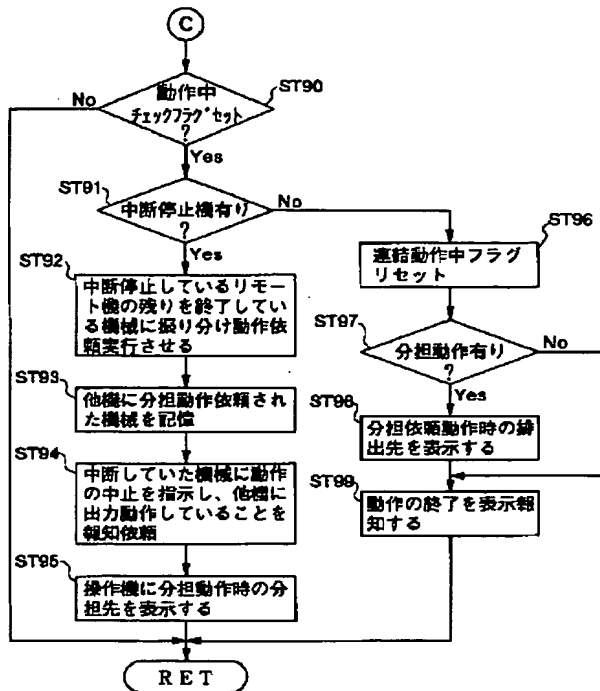 C
ST90
動作中
チェックフラグセット
?
No
Yes
ST91
中断停止機有り
?
No
Yes
ST92
中断停止しているリモー
ト機の残りを終了してい
る機械に振り分け動作依
頼実行させる
ST93
他機に分担動作依頼され
た機械を記憶
ST94
中断していた機械に動作
の中止を指示し、他機に
出力動作していることを
報知依頼
ST95
操作機に分担動作時の分
担先を表示する
ST96
連結動作中フラグ
リセット
ST97
分担動作有り
?
No
Yes
ST98
分担依頼動作時の排
出先を表示する
ST99
動作の終了を表示報
知する
RET